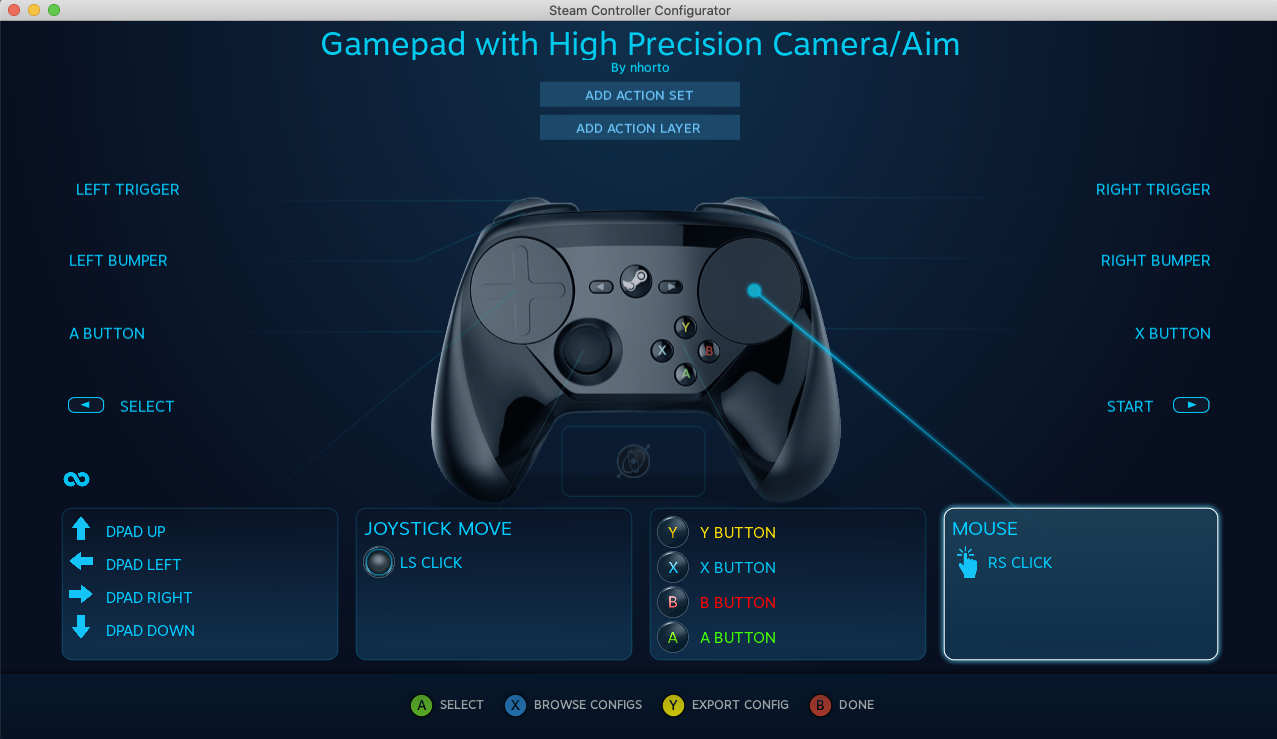 Steam Controller Configurator
Gamepad with High Precision Camera/Aim
By nhorto
ADD ACTION SET
ADD ACTION LAYER
LEFT TRIGGER
RIGHT TRIGGER
LEFT BUMPER
RIGHT BUMPER
A BUTTON
X BUTTON
SELECT
START
Y
X
B
A
DPAD UP
DPAD LEFT
DPAD RIGHT
DPAD DOWN
JOYSTICK MOVE
LS CLICK
Y Y BUTTON
X X BUTTON
B B BUTTON
A A BUTTON
MOUSE
RS CLICK
A SELECT X BROWSE CONFIGS Y EXPORT CONFIG B DONE